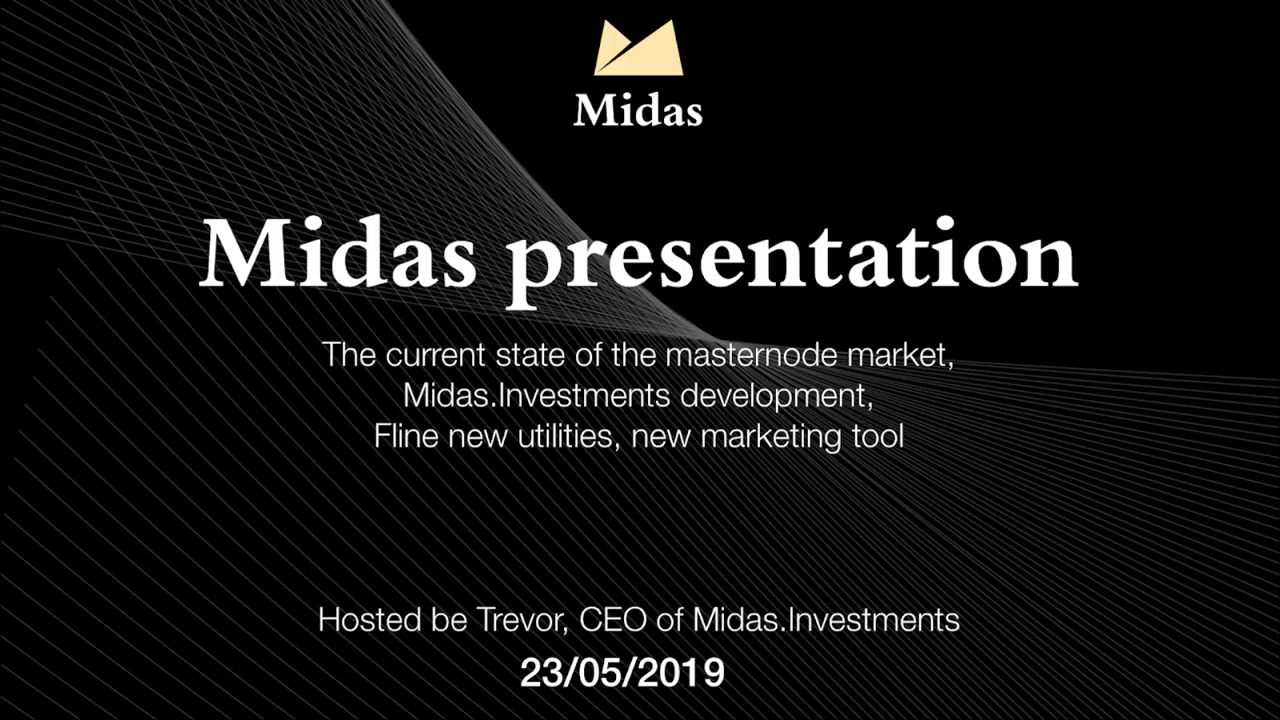 Midas
Midas presentation
The current state of the masternode market,
Midas.Investments development,
Fline new utilities, new marketing tool
Hosted be Trevor, CEO of Midas.Investments
23/05/2019